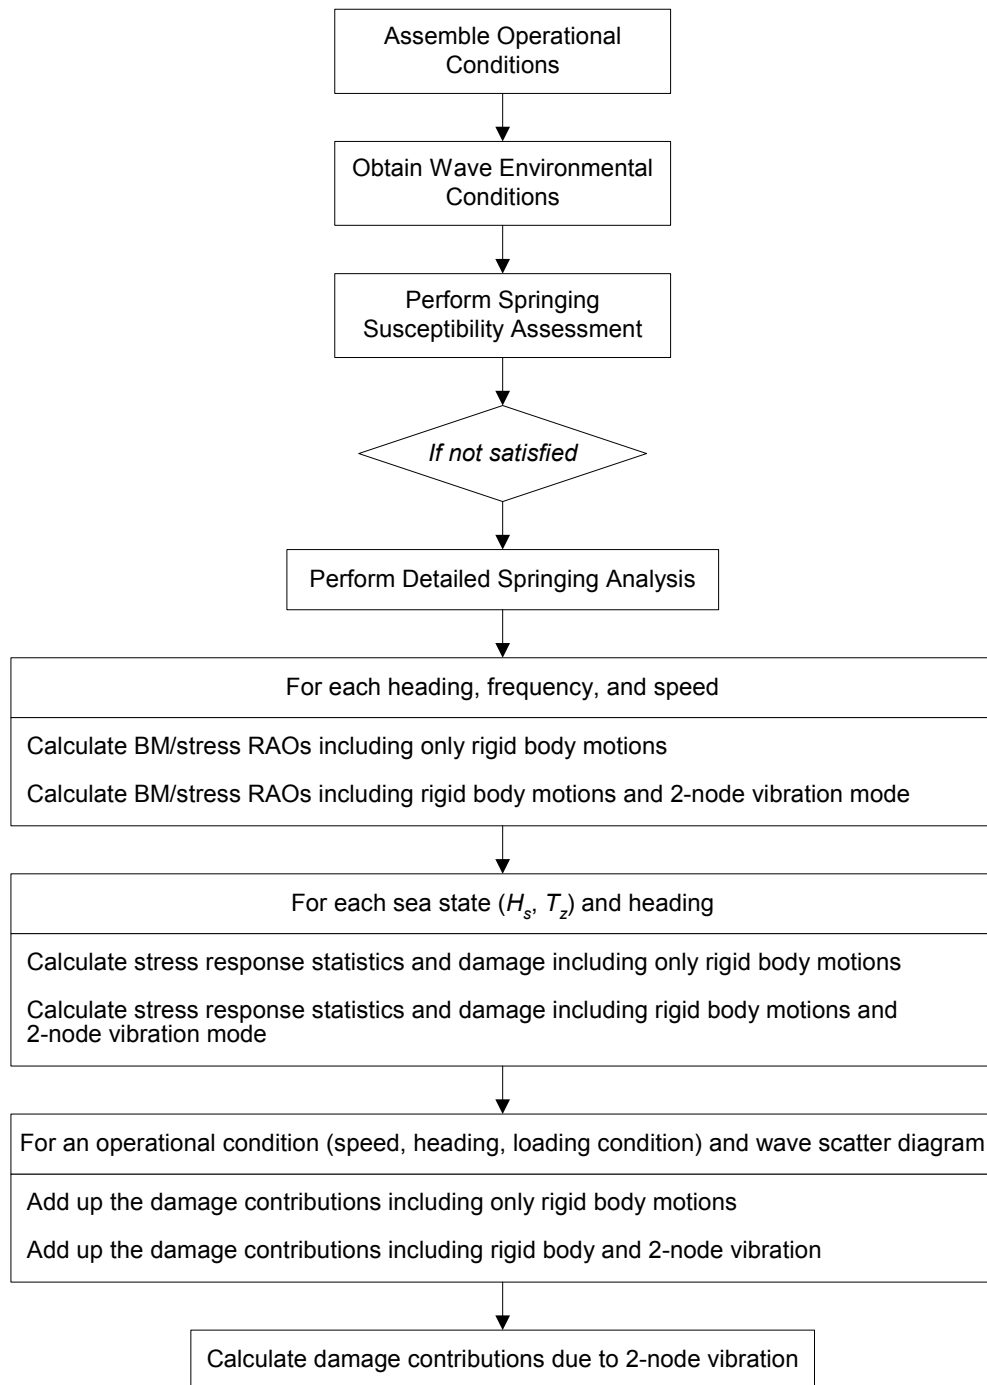 Assemble Operational
Conditions
Obtain Wave Environmental
Conditions
Perform Springing
Susceptibility Assessment
If not satisfied
Perform Detailed Springing Analysis
For each heading, frequency, and speed
Calculate BM/stress RAOs including only rigid body motions
Calculate BM/stress RAOs including rigid body motions and 2-node vibration mode
For each sea state (Hs, Tz) and heading
Calculate stress response statistics and damage including only rigid body motions
Calculate stress response statistics and damage including rigid body motions and
2-node vibration mode
For an operational condition (speed, heading, loading condition) and wave scatter diagram
Add up the damage contributions including only rigid body motions
Add up the damage contributions including rigid body and 2-node vibration
Calculate damage contributions due to 2-node vibration